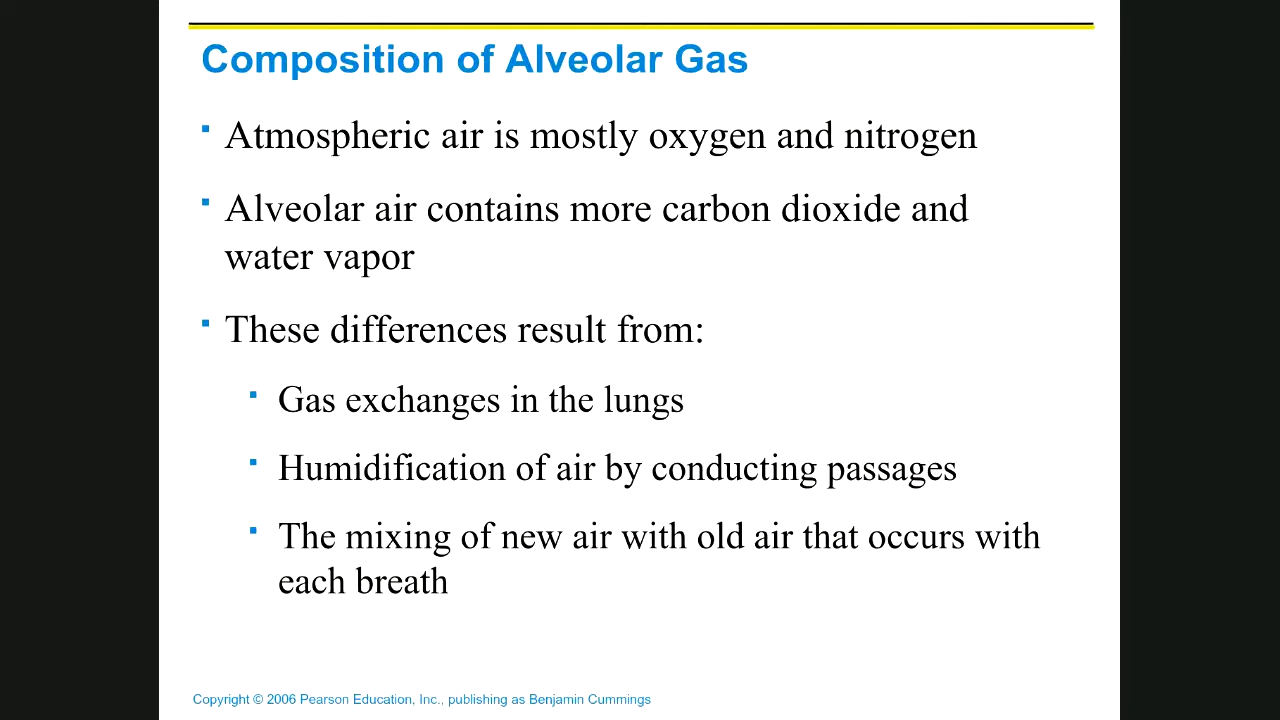 Composition of Alveolar Gas
Atmospheric air is mostly oxygen and nitrogen
Alveolar air contains more carbon dioxide and
water vapor
These differences result from:
Gas exchanges in the lungs
Humidification of air by conducting passages
The mixing of new air with old air that occurs with
each breath
Copyright © 2006 Pearson Education, Inc., publishing as Benjamin Cummings